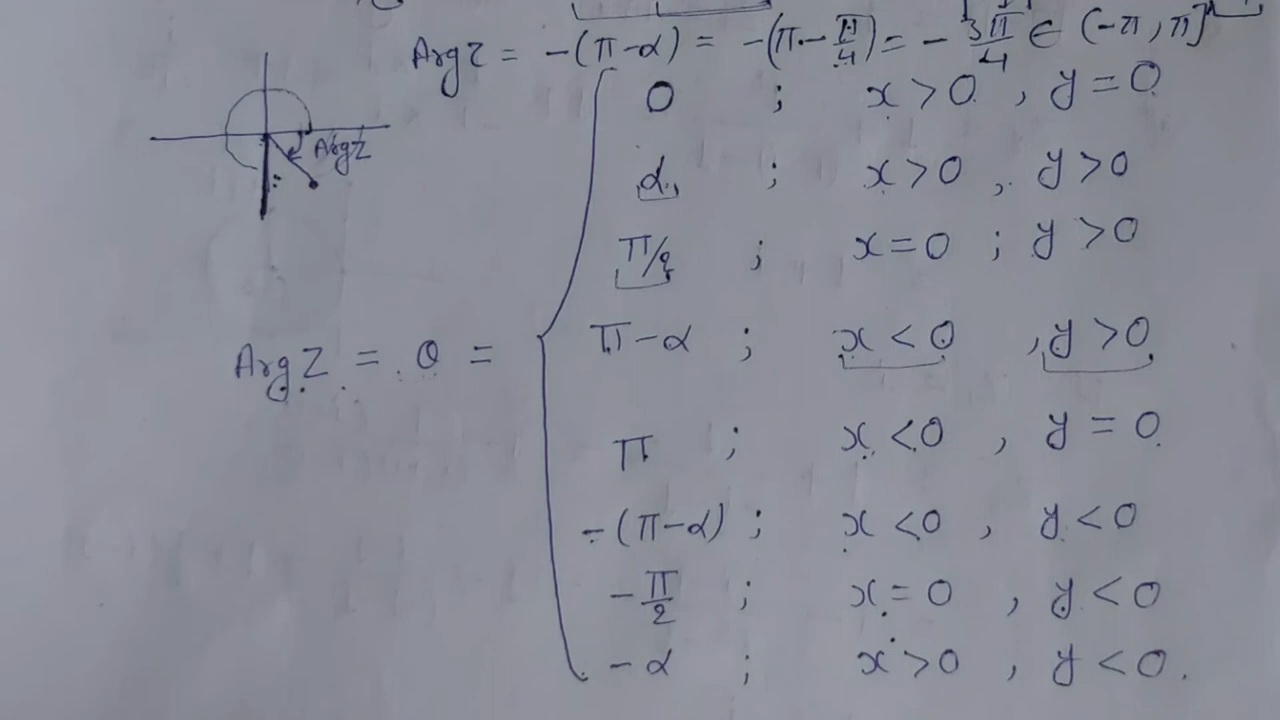 Arg Z = -(π-α) = -(π-π/4) = -3π/4 ∈ (-π, π]
Arg Z
0 ; x>0 , y=0
α ; x>0 , y>0
π/2 ; x=0 ; y>0
π-α ; x<0 , y>0
Arg Z = θ =
π ; x<0 , y=0
-(π-α) ; x<0 , y<0
-π/2 ; x=0 , y<0
-α ; x>0 , y<0.